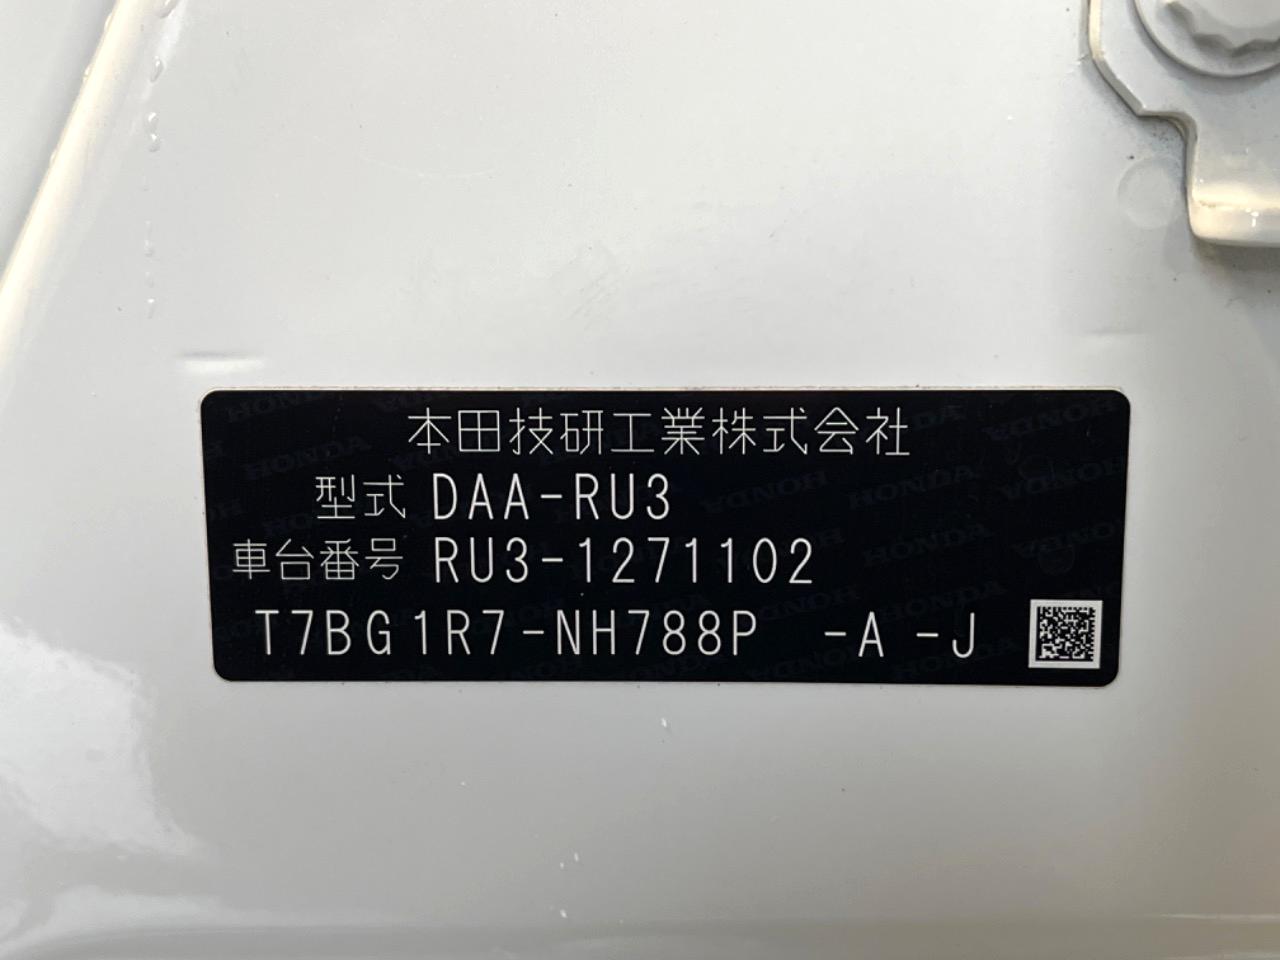 本田技研工業株式会社
型式 DAA-RU3
車台番号 RU3-1271102
T7BG1R7-NH788P -A -J